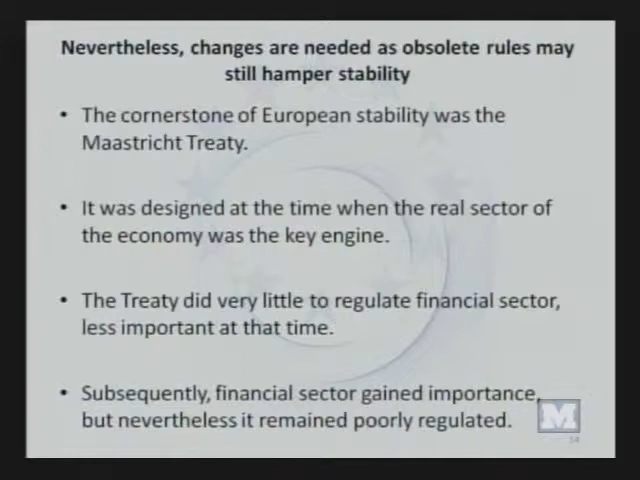 Nevertheless, changes are needed as obsolete rules may
still hamper stability
• The cornerstone of European stability was the
Maastricht Treaty.
• It was designed at the time when the real sector of
the economy was the key engine.
• The Treaty did very little to regulate financial sector,
less important at that time.
• Subsequently, financial sector gained importance,
but nevertheless it remained poorly regulated.
M